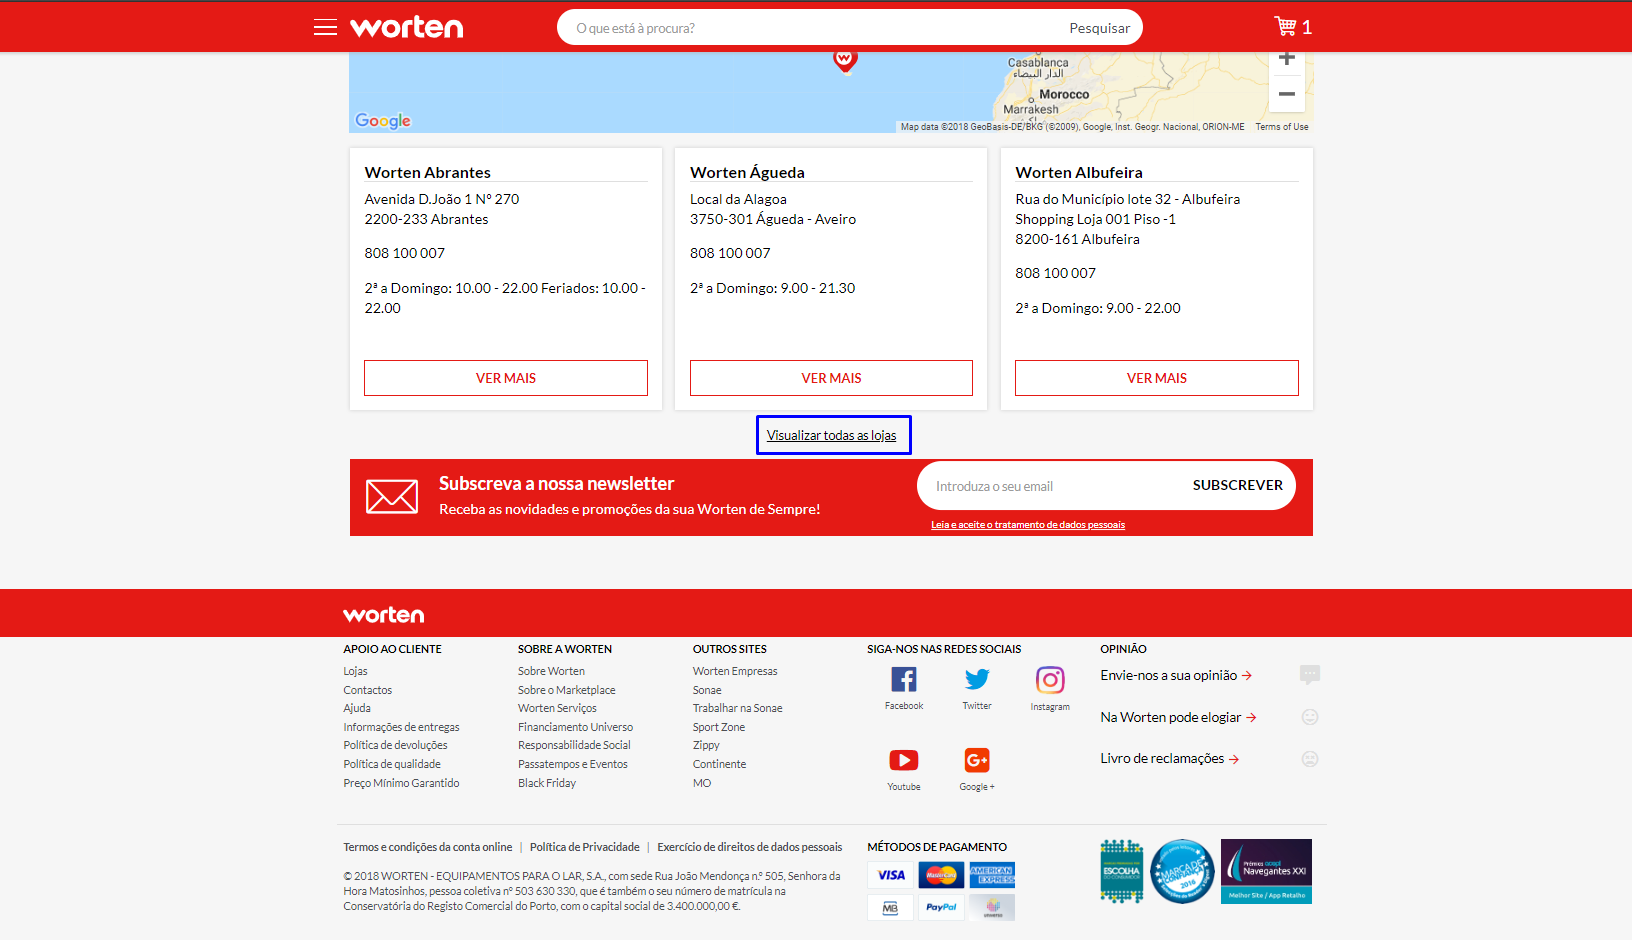 worten
O que está à procura?
Pesquisar
1
Casablanca
الدار البيضاء
Morocco
Marrakesh
Google
Map data ©2018 GeoBasis-DE/BKG (©2009), Google, Inst. Geogr. Nacional, ORION-ME
Terms of Use
Worten Abrantes
Avenida D.João 1 Nº 270
2200-233 Abrantes
808 100 007
2ª a Domingo: 10.00 - 22.00 Feriados: 10.00 -
22.00
VER MAIS
Worten Águeda
Local da Alagoa
3750-301 Águeda - Aveiro
808 100 007
2ª a Domingo: 9.00 - 21.30
VER MAIS
Worten Albufeira
Rua do Município lote 32 - Albufeira
Shopping Loja 001 Piso -1
8200-161 Albufeira
808 100 007
2ª a Domingo: 9.00 - 22.00
VER MAIS
Visualizar todas as lojas
Subscreva a nossa newsletter
Receba as novidades e promoções da sua Worten de Sempre!
Introduza o seu email
SUBSCREVER
Leia e aceite o tratamento de dados pessoais
worten
APOIO AO CLIENTE
Lojas
Contactos
Ajuda
Informações de entregas
Política de devoluções
Política de qualidade
Preço Mínimo Garantido
SOBRE A WORTEN
Sobre Worten
Sobre o Marketplace
Worten Serviços
Financiamento Universo
Responsabilidade Social
Passatempos e Eventos
Black Friday
OUTROS SITES
Worten Empresas
Sonae
Trabalhar na Sonae
Sport Zone
Zippy
Continente
MO
SIGA-NOS NAS REDES SOCIAIS
Facebook
Twitter
Instagram
Youtube
G+
Google +
OPINIÃO
Envie-nos a sua opinião
Na Worten pode elogiar
Livro de reclamações
Termos e condições da conta online | Política de Privacidade | Exercício de direitos de dados pessoais
© 2018 WORTEN - EQUIPAMENTOS PARA O LAR, S.A., com sede Rua João Mendonça n.º 505, Senhora da
Hora Matosinhos, pessoa coletiva nº 503 630 330, que é também o seu número de matrícula na
Conservatória do Registo Comercial do Porto, com o capital social de 3.400.000,00 €.
MÉTODOS DE PAGAMENTO
VISA
MasterCard
AMERICAN EXPRESS
MB
PayPal
universo
ESCOLHA
DO CONSUMIDOR
MARCA DE
CONFIANÇA
2016
Prémios acepi
Navegantes XXI
Melhor Site / App Retalho